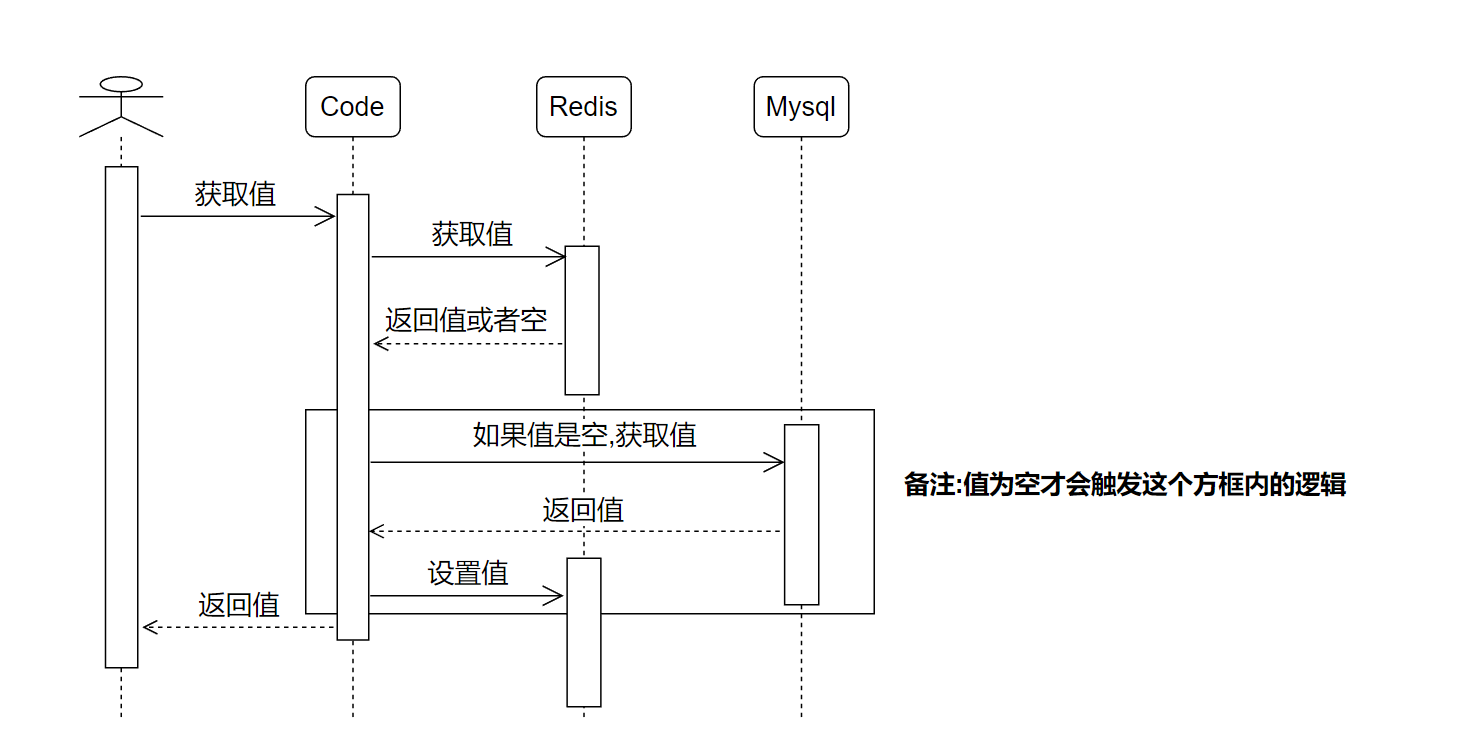 Code
Redis
Mysql
获取值
获取值
返回值或者空
如果值是空,获取值
备注:值为空才会触发这个方框内的逻辑
返回值
设置值
返回值